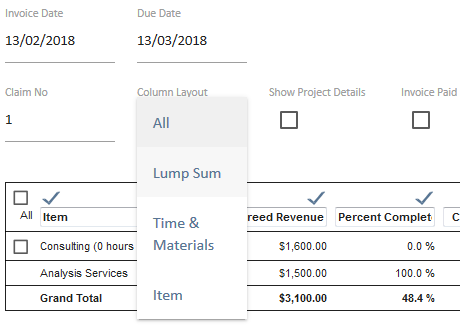 Invoice Date Due Date
13/02/2018 13/03/2018
Claim No Column Layout Show Project Details Invoice Paid
1
All
Lump Sum
Time &
Materials
Item
All Item reed Revenue Percent Complet C
Consulting (0 hours $1,600.00 0.0 %
Analysis Services $1,500.00 100.0 %
Grand Total $3,100.00 48.4 %